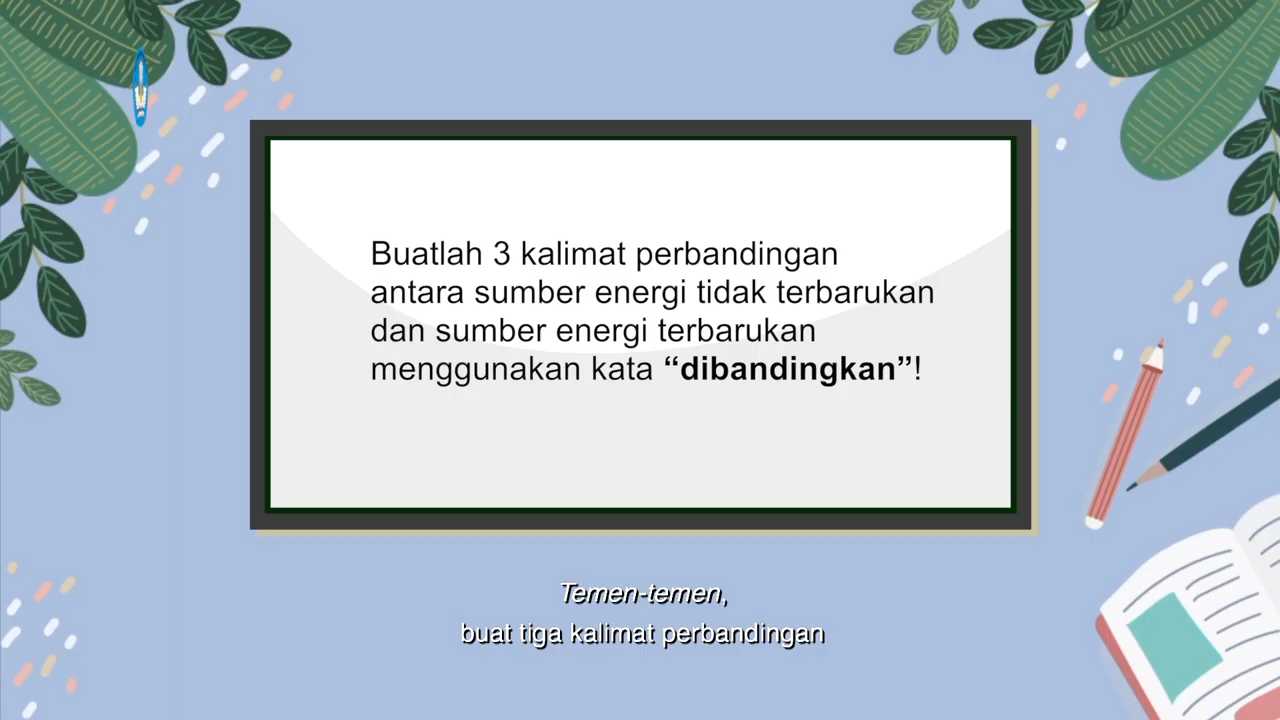 Buatlah 3 kalimat perbandingan
antara sumber energi tidak terbarukan
dan sumber energi terbarukan
menggunakan kata “dibandingkan”!
Temen-temen,
buat tiga kalimat perbandingan